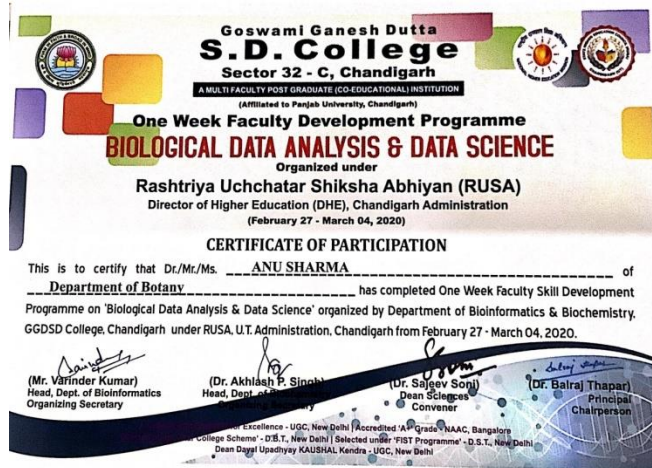 Goswami Ganesh Dutta
S.D. College
Sector 32 - C, Chandigarh
A MULTI FACULTY POST GRADUATE (CO-EDUCATIONAL) INSTITUTION
(Affiliated to Panjab University, Chandigarh)
One Week Faculty Development Programme
BIOLOGICAL DATA ANALYSIS & DATA SCIENCE
Organized under
Rashtriya Uchchatar Shiksha Abhiyan (RUSA)
Director of Higher Education (DHE), Chandigarh Administration
(February 27 - March 04, 2020)
CERTIFICATE OF PARTICIPATION
This is to certify that Dr./Mr./Ms. ANU SHARMA of
Department of Botany has completed One Week Faculty Skill Development
Programme on 'Biological Data Analysis & Data Science' organized by Department of Bioinformatics & Biochemistry,
GGDSD College, Chandigarh under RUSA, U.T. Administration, Chandigarh from February 27 - March 04, 2020.
(Mr. Varinder Kumar)
Head, Dept. of Bioinformatics
Organizing Secretary
(Dr. Akhlash P. Singh)
Head, Dept. of
Organizing Secretary
(Dr. Sajeev Soni)
Dean Sciences
Convener
(Dr. Balraj Thapar)
Principal
Chairperson
for Excellence - UGC, New Delhi | Accredited 'A+' Grade - NAAC, Bangalore
College Scheme' - D.B.T., New Delhi | Selected under 'FIST Programme' - D.S.T., New Delhi
Dean Dayal Upadhyay KAUSHAL Kendra - UGC, New Delhi